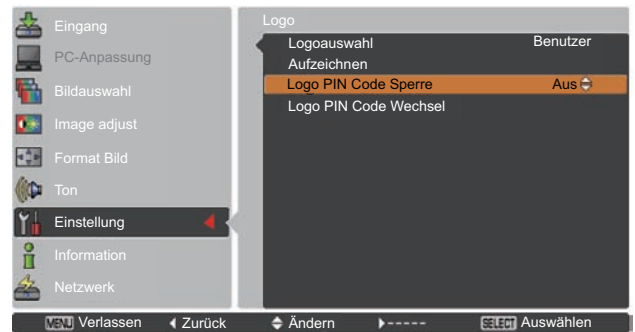 Eingang
PC-Anpassung
Bildauswahl
Image adjust
Format Bild
Ton
Einstellung
Information
Netzwerk
Logo
Logoauswahl Benutzer
Aufzeichnen
Logo PIN Code Sperre Aus
Logo PIN Code Wechsel
MENU Verlassen Zurück Ändern ----- SELECT Auswählen